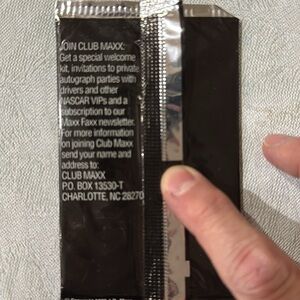 JOIN CLUB MAXX:
Get a special welcome
kit, invitations to private
autograph parties with
drivers and other
NASCAR VIPs and a
subscription to our
Maxx Faxx newsletter.
For more information
on joining Club Maxx
send your name and
address to:
CLUB MAXX
P.O. BOX 13530-T
CHARLOTTE, NC 28270